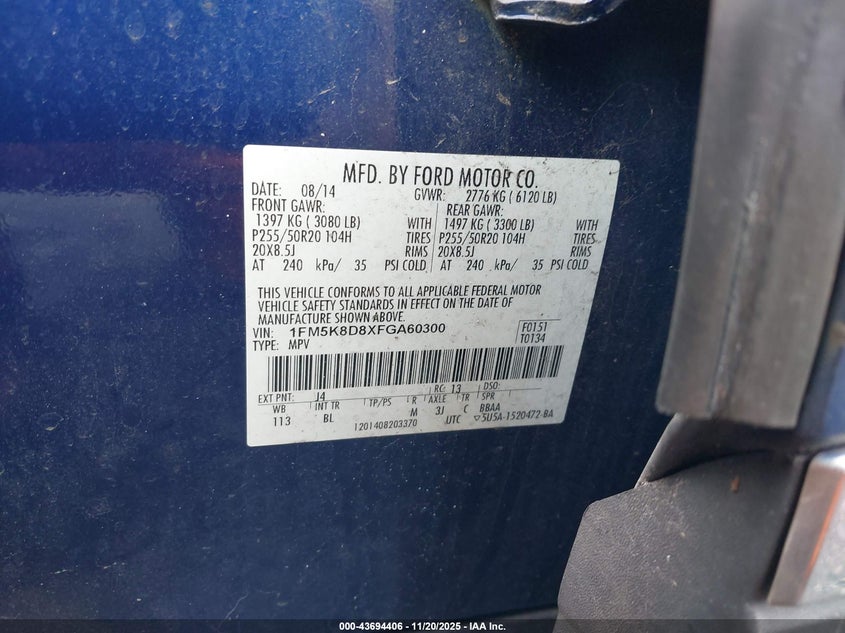 MFD. BY FORD MOTOR CO.
DATE: 08/14 GVWR: 2776 KG ( 6120 LB)
FRONT GAWR: REAR GAWR:
1397 KG ( 3080 LB) WITH 1497 KG ( 3300 LB) WITH
P255/50R20 104H TIRES P255/50R20 104H TIRES
20X8.5J RIMS 20X8.5J RIMS
AT 240 kPa/ 35 PSI COLD AT 240 kPa/ 35 PSI COLD
THIS VEHICLE CONFORMS TO ALL APPLICABLE FEDERAL MOTOR
VEHICLE SAFETY STANDARDS IN EFFECT ON THE DATE OF
MANUFACTURE SHOWN ABOVE.
VIN: 1FM5K8D8XFGA60300 F0151
TYPE: MPV T0134
EXT PNT: J4 RC: 13 DSO:
WB INT TR TP/PS R AXLE TR SPR
113 BL M 3J C BBAA
1201408203370 UTC ▽5U5A-1520472-BA
000-43694406 - 11/20/2025 - IAA Inc.